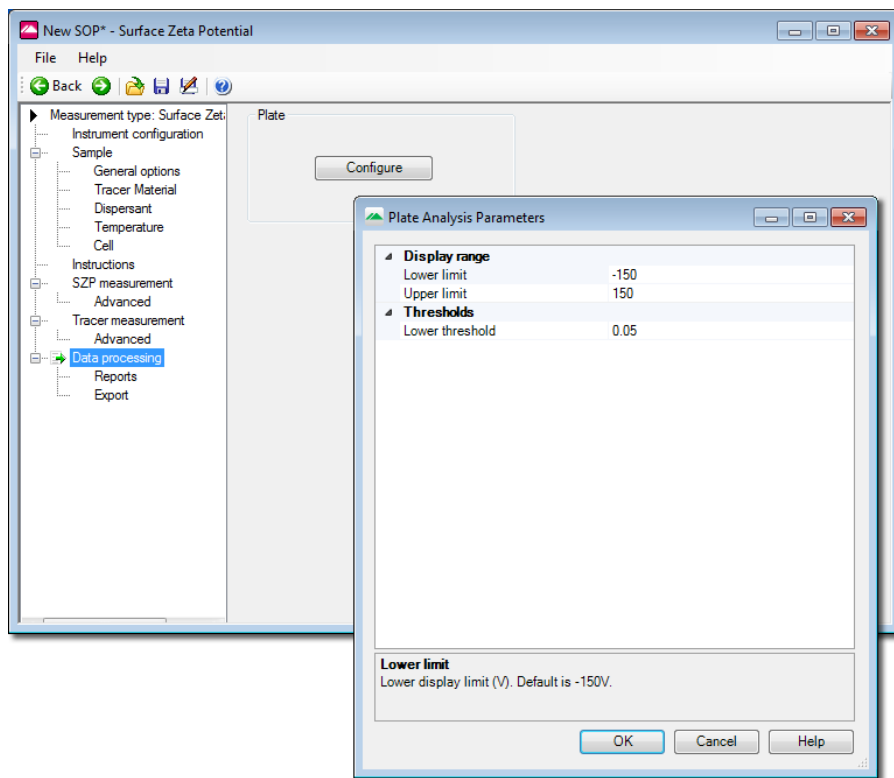 New SOP* - Surface Zeta Potential
File Help
Back
Measurement type: Surface Zet
Instrument configuration
Sample
General options
Tracer Material
Dispersant
Temperature
Cell
Instructions
SZP measurement
Advanced
Tracer measurement
Advanced
Data processing
Reports
Export
Plate
Configure
Plate Analysis Parameters
Display range
Lower limit -150
Upper limit 150
Thresholds
Lower threshold 0.05
Lower limit
Lower display limit (V). Default is -150V.
OK Cancel Help